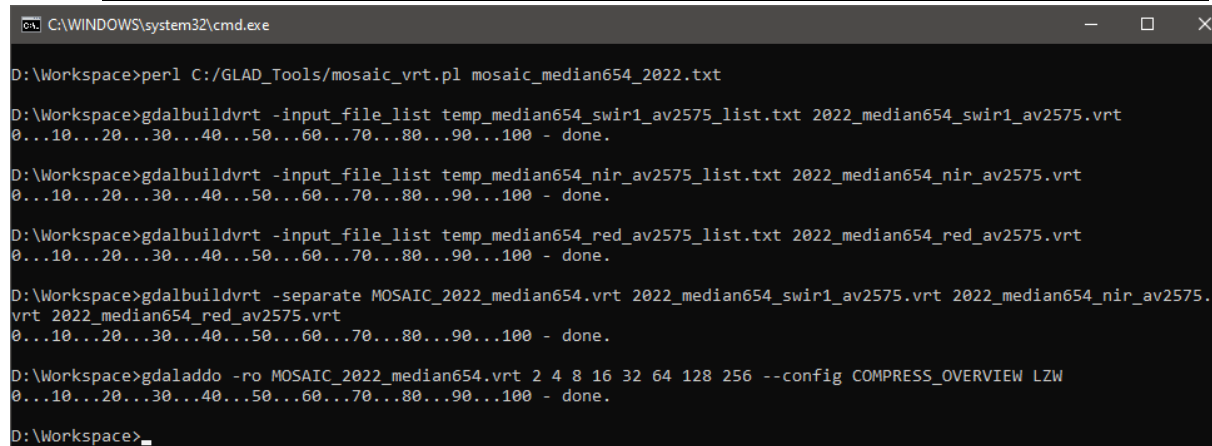 C:\WINDOWS\system32\cmd.exe
D:\Workspace>perl C:/GLAD_Tools/mosaic_vrt.pl mosaic_median654_2022.txt
D:\Workspace>gdalbuildvrt -input_file_list temp_median654_swir1_av2575_list.txt 2022_median654_swir1_av2575.vrt
0...10...20...30...40...50...60...70...80...90...100 - done.
D:\Workspace>gdalbuildvrt -input_file_list temp_median654_nir_av2575_list.txt 2022_median654_nir_av2575.vrt
0...10...20...30...40...50...60...70...80...90...100 - done.
D:\Workspace>gdalbuildvrt -input_file_list temp_median654_red_av2575_list.txt 2022_median654_red_av2575.vrt
0...10...20...30...40...50...60...70...80...90...100 - done.
D:\Workspace>gdalbuildvrt -separate MOSAIC_2022_median654.vrt 2022_median654_swir1_av2575.vrt 2022_median654_nir_av2575.
vrt 2022_median654_red_av2575.vrt
0...10...20...30...40...50...60...70...80...90...100 - done.
D:\Workspace>gdaladdo -ro MOSAIC_2022_median654.vrt 2 4 8 16 32 64 128 256 --config COMPRESS_OVERVIEW LZW
0...10...20...30...40...50...60...70...80...90...100 - done.
D:\Workspace>